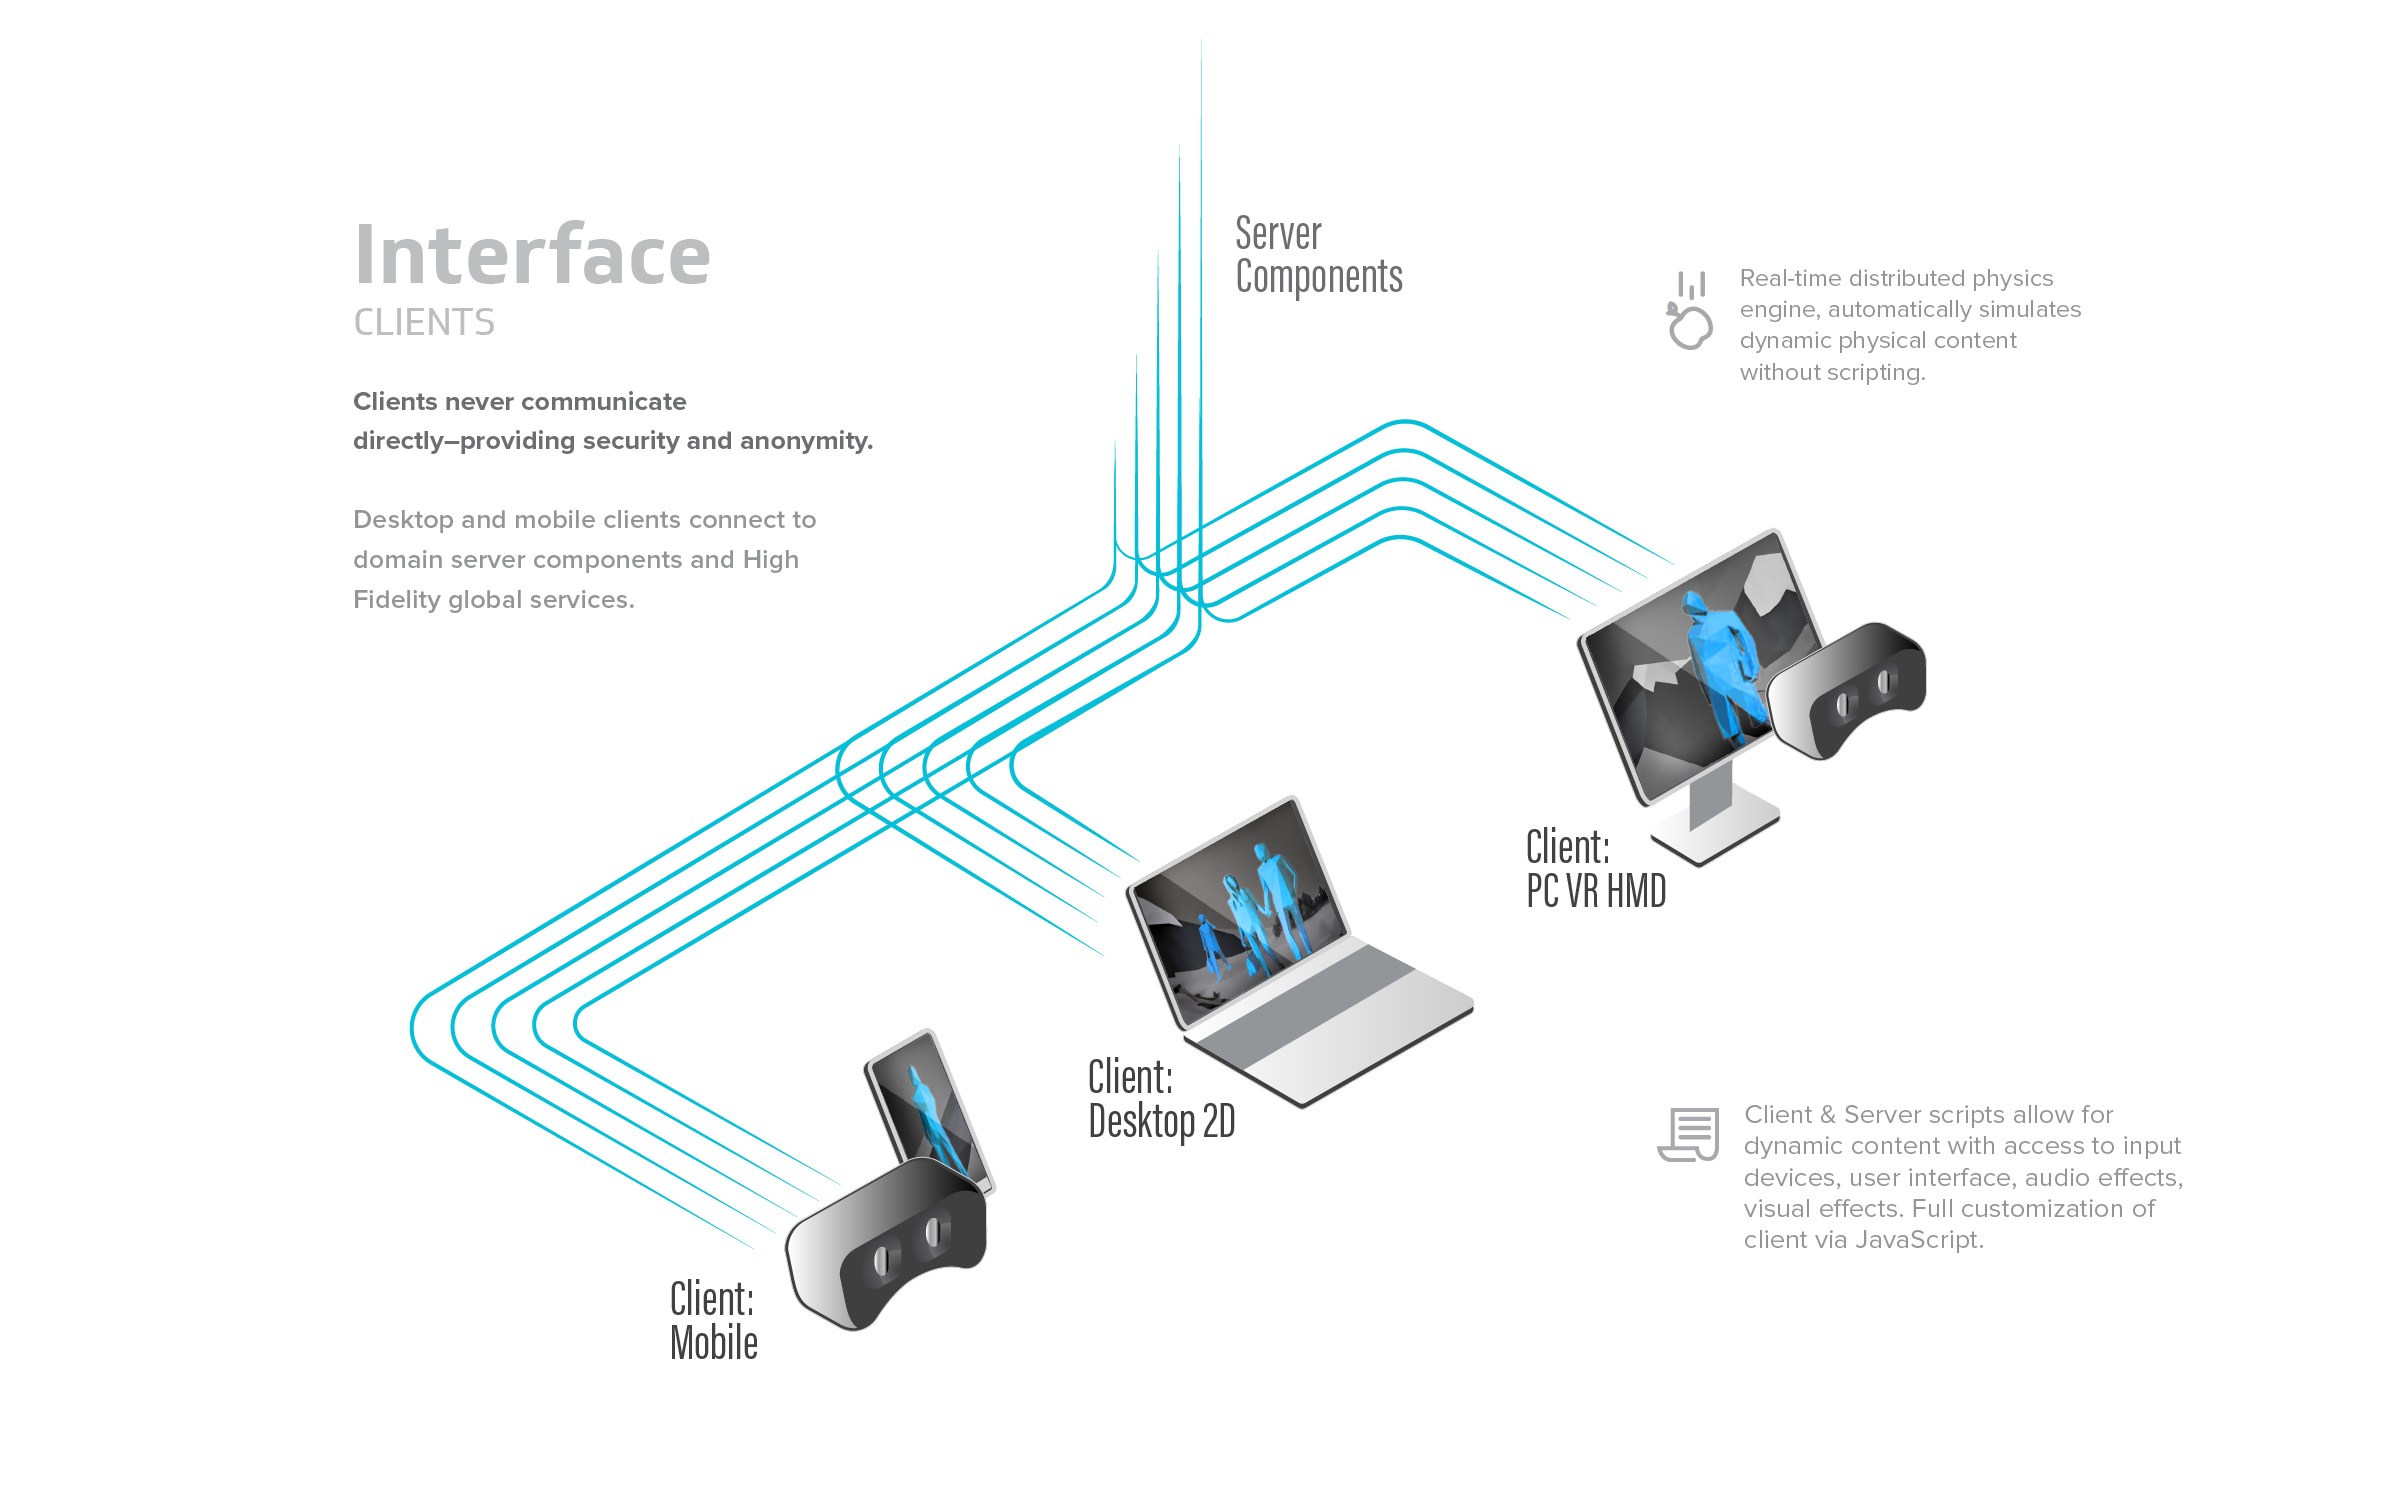 Interface
CLIENTS
Clients never communicate
directly–providing security and anonymity.
Desktop and mobile clients connect to
domain server components and High
Fidelity global services.
Server
Components
Real-time distributed physics
engine, automatically simulates
dynamic physical content
without scripting.
Client:
PC VR HMD
Client:
Desktop 2D
Client:
Mobile
Client & Server scripts allow for
dynamic content with access to input
devices, user interface, audio effects,
visual effects. Full customization of
client via JavaScript.